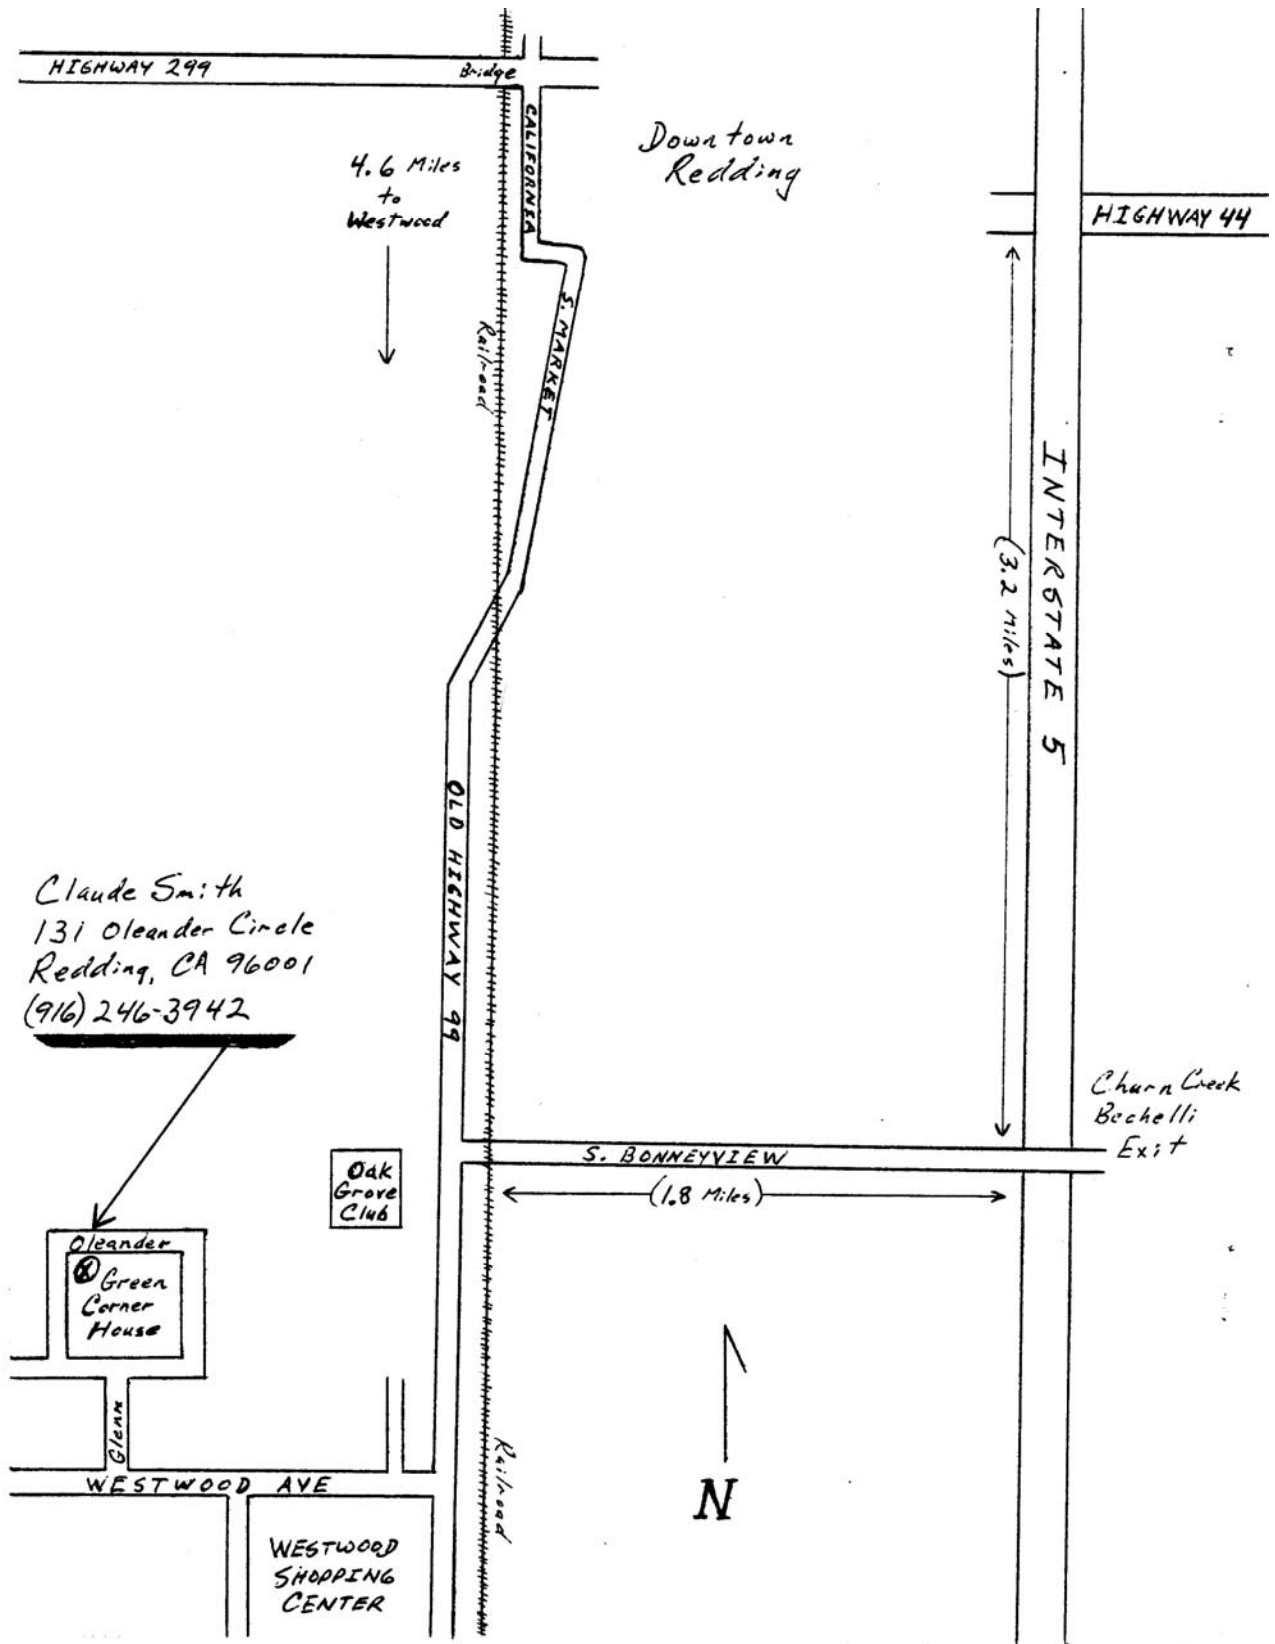 HIGHWAY 299
Bridge
CALIFORNIA
Downtown
Redding
4.6 Miles
to
Westwood
HIGHWAY 44
S. MARKET
Railroad
INTERSTATE 5
(3.2 Miles)
OLD HIGHWAY 99
Claude Smith
131 Oleander Circle
Redding, CA 96001
(916) 246-3942
Churn Creek
Bechelli
Exit
S. BONNEYVIEW
(1.8 Miles)
Oak
Grove
Club
Oleander
X
Green
Corner
House
Glenn
WESTWOOD AVE
Railroad
N
WESTWOOD
SHOPPING
CENTER